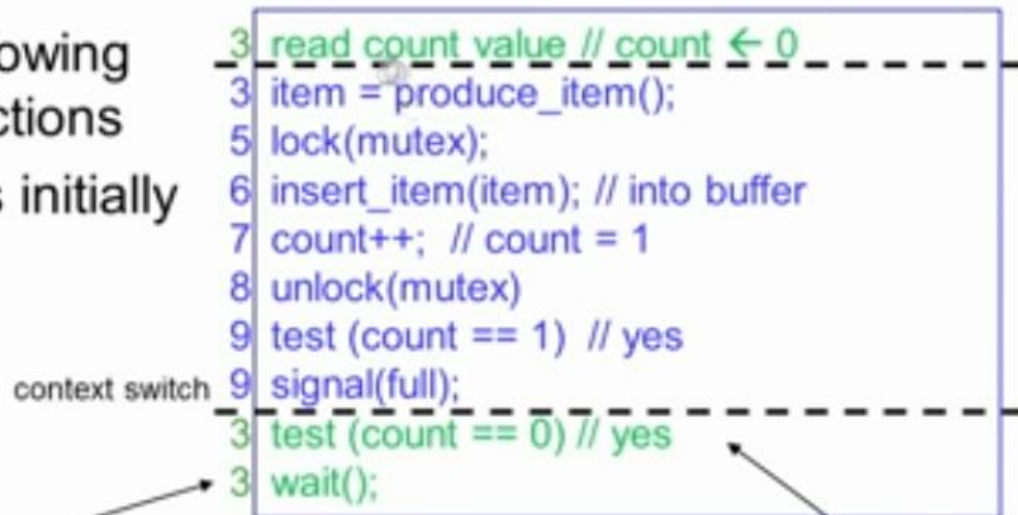 owing
ctions
s initially
3 read count value // count ← 0
3 item = produce_item();
5 lock(mutex);
6 insert_item(item); // into buffer
7 count++; // count = 1
8 unlock(mutex)
9 test (count == 1) // yes
context switch 9 signal(full);
3 test (count == 0) // yes
3 wait();